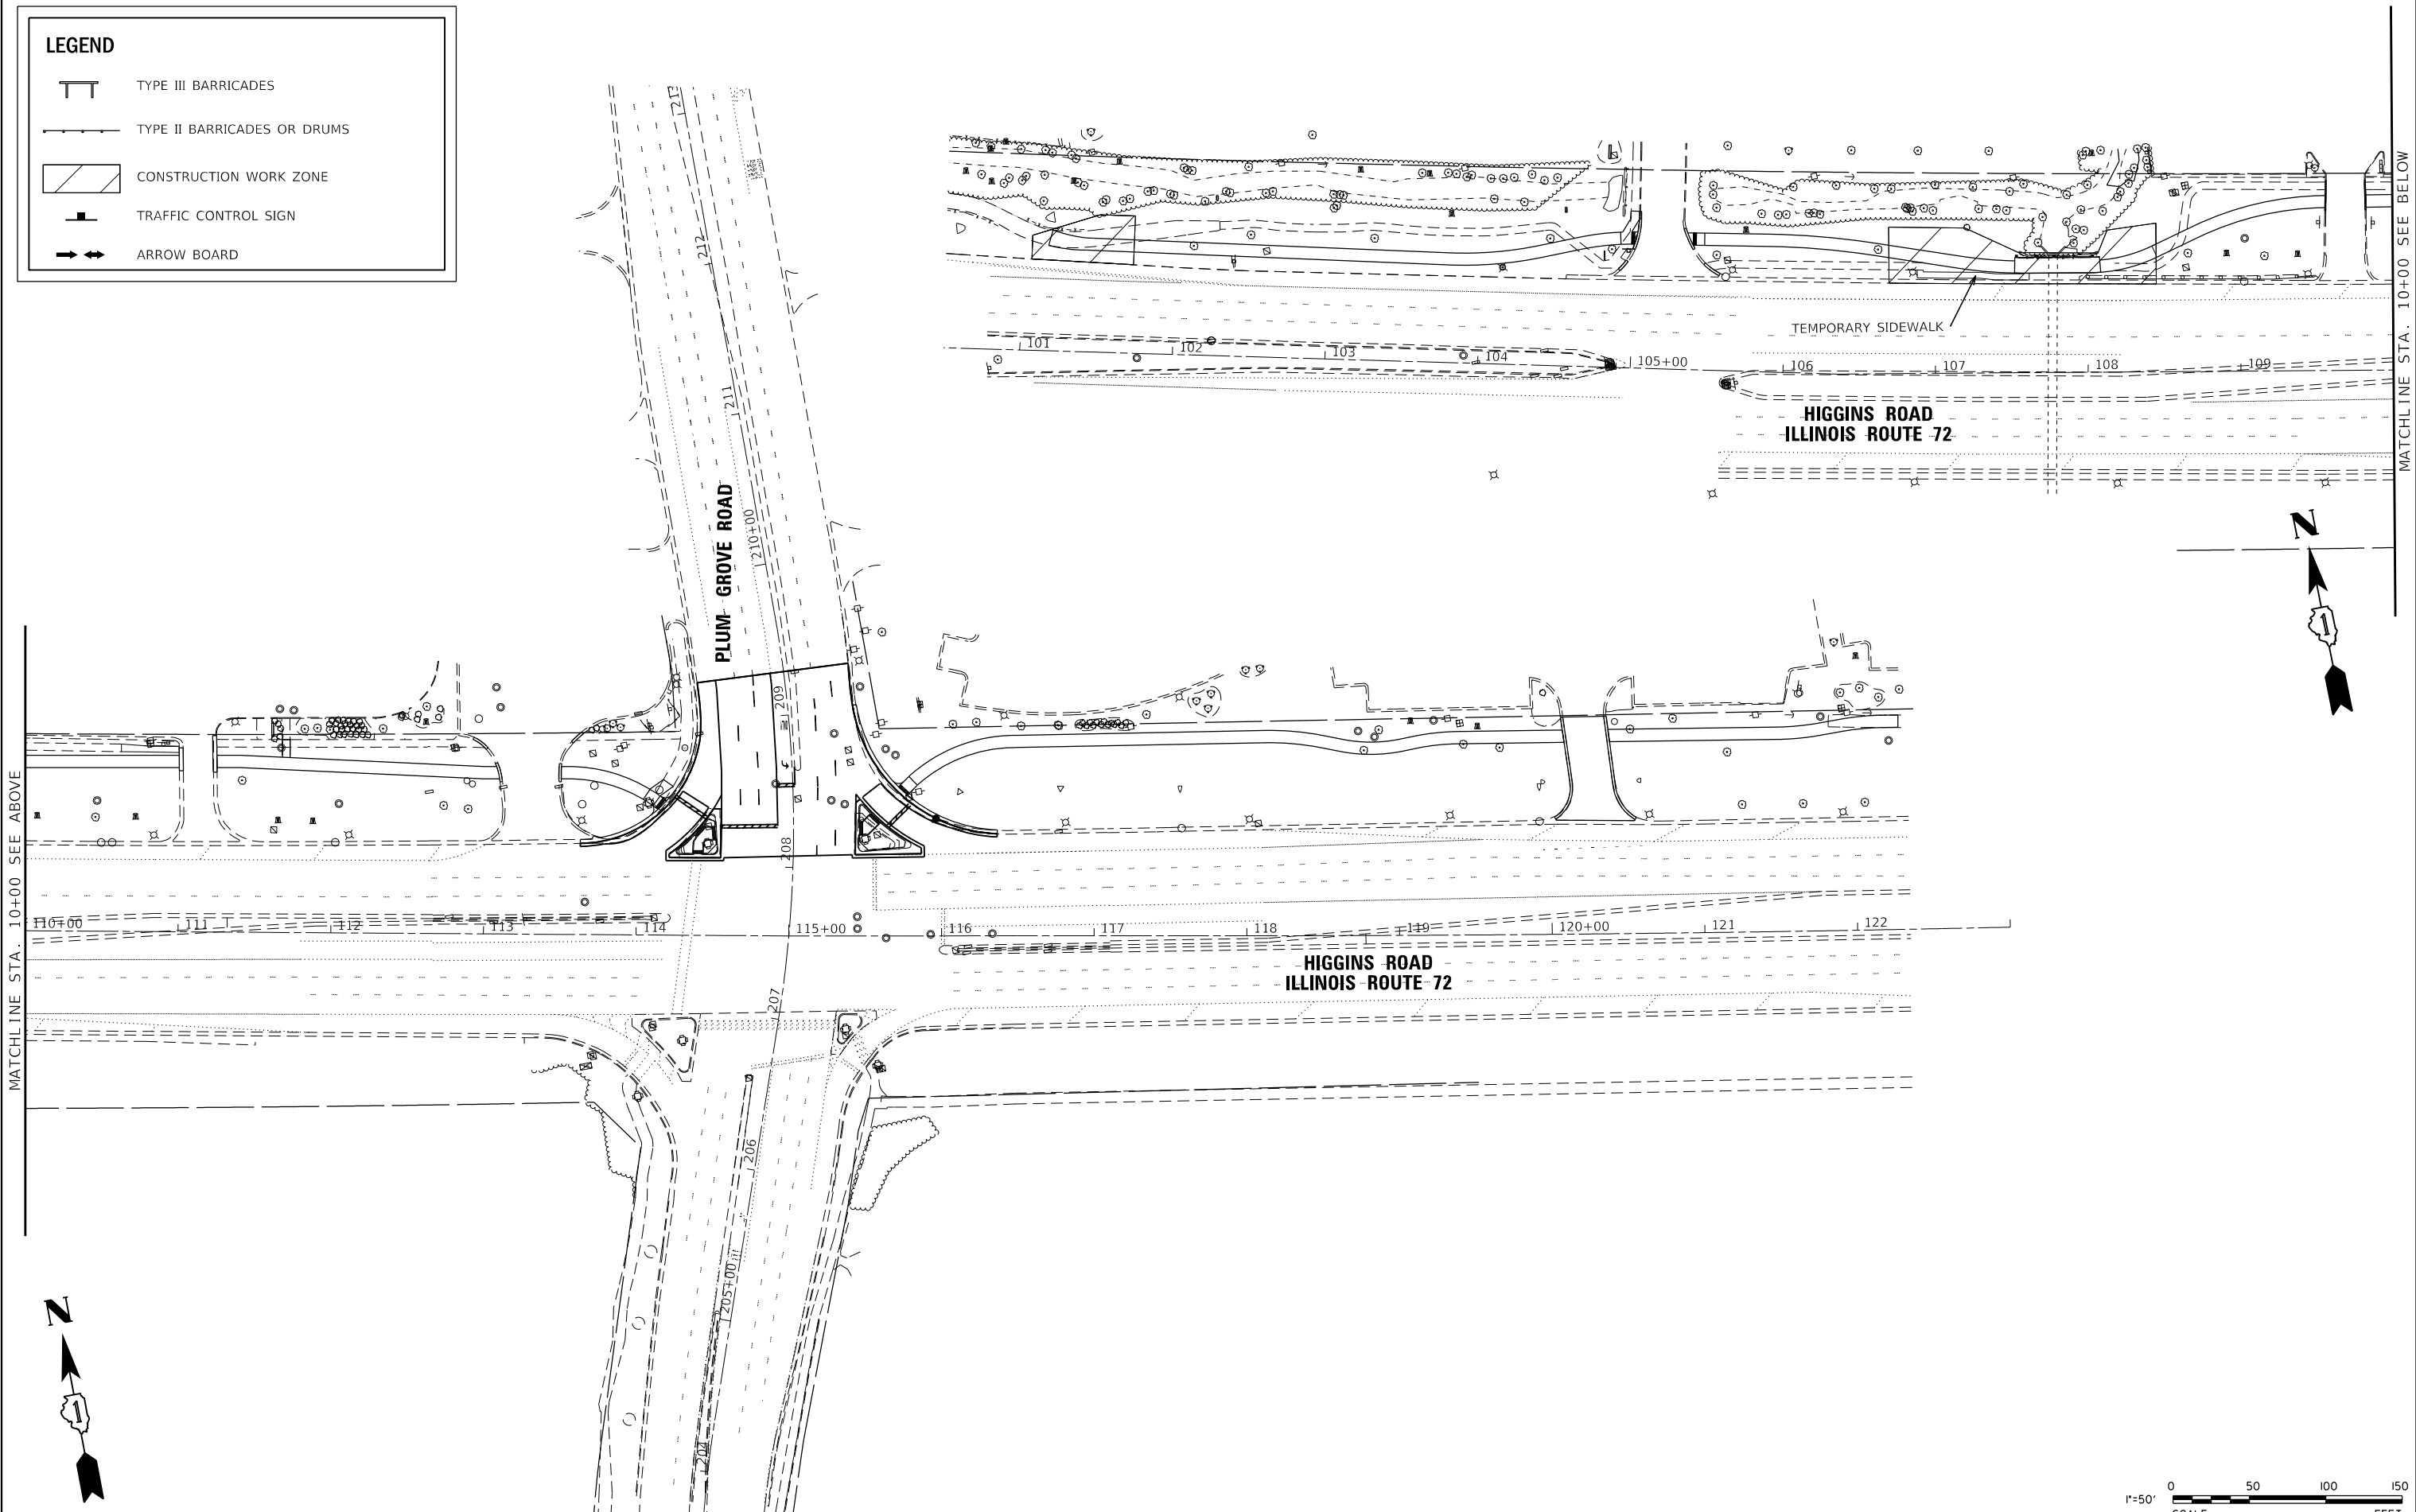 LEGEND
TYPE III BARRICADES
TYPE II BARRICADES OR DRUMS
CONSTRUCTION WORK ZONE
TRAFFIC CONTROL SIGN
ARROW BOARD
212
211
210+00
209
208
207
206
205+00
204
PLUM GROVE ROAD
TEMPORARY SIDEWALK
101
102
103
104
105+00
106
107
108
109
HIGGINS ROAD
ILLINOIS ROUTE 72
MATCHLINE STA. 10+00 SEE BELOW
N
1
MATCHLINE STA. 10+00 SEE ABOVE
110+00
111
112
113
114
115+00
116
117
118
119
120+00
121
122
HIGGINS ROAD
ILLINOIS ROUTE 72
N
1
0 50 100 150
1"=50'
SCALE FEET